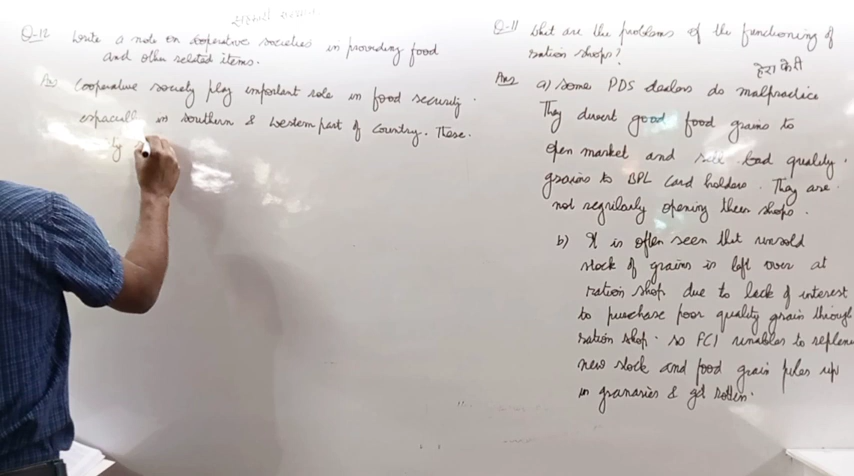 Q-12 Write a note on cooperative societies in providing food
and other related items.
Ans Cooperative society play important role in food security.
espacially in southern & western part of country. These.
by
Q-11 What are the problems of the functioning of
ration shops?
हेरा फेरी
Ans a) Some PDS dealers do malpractice
They divert good food grains to
open market and sale bad quality.
grains to BPL Card holders. They are
not regularly opening their shops.
b) It is often seen that unsold
stock of grains is left over at
ration shop due to lack of interest
to purchase poor quality grain through
ration shop. so FCI unables to replen
new stock and food grain piles up
in granaries & get rotten.